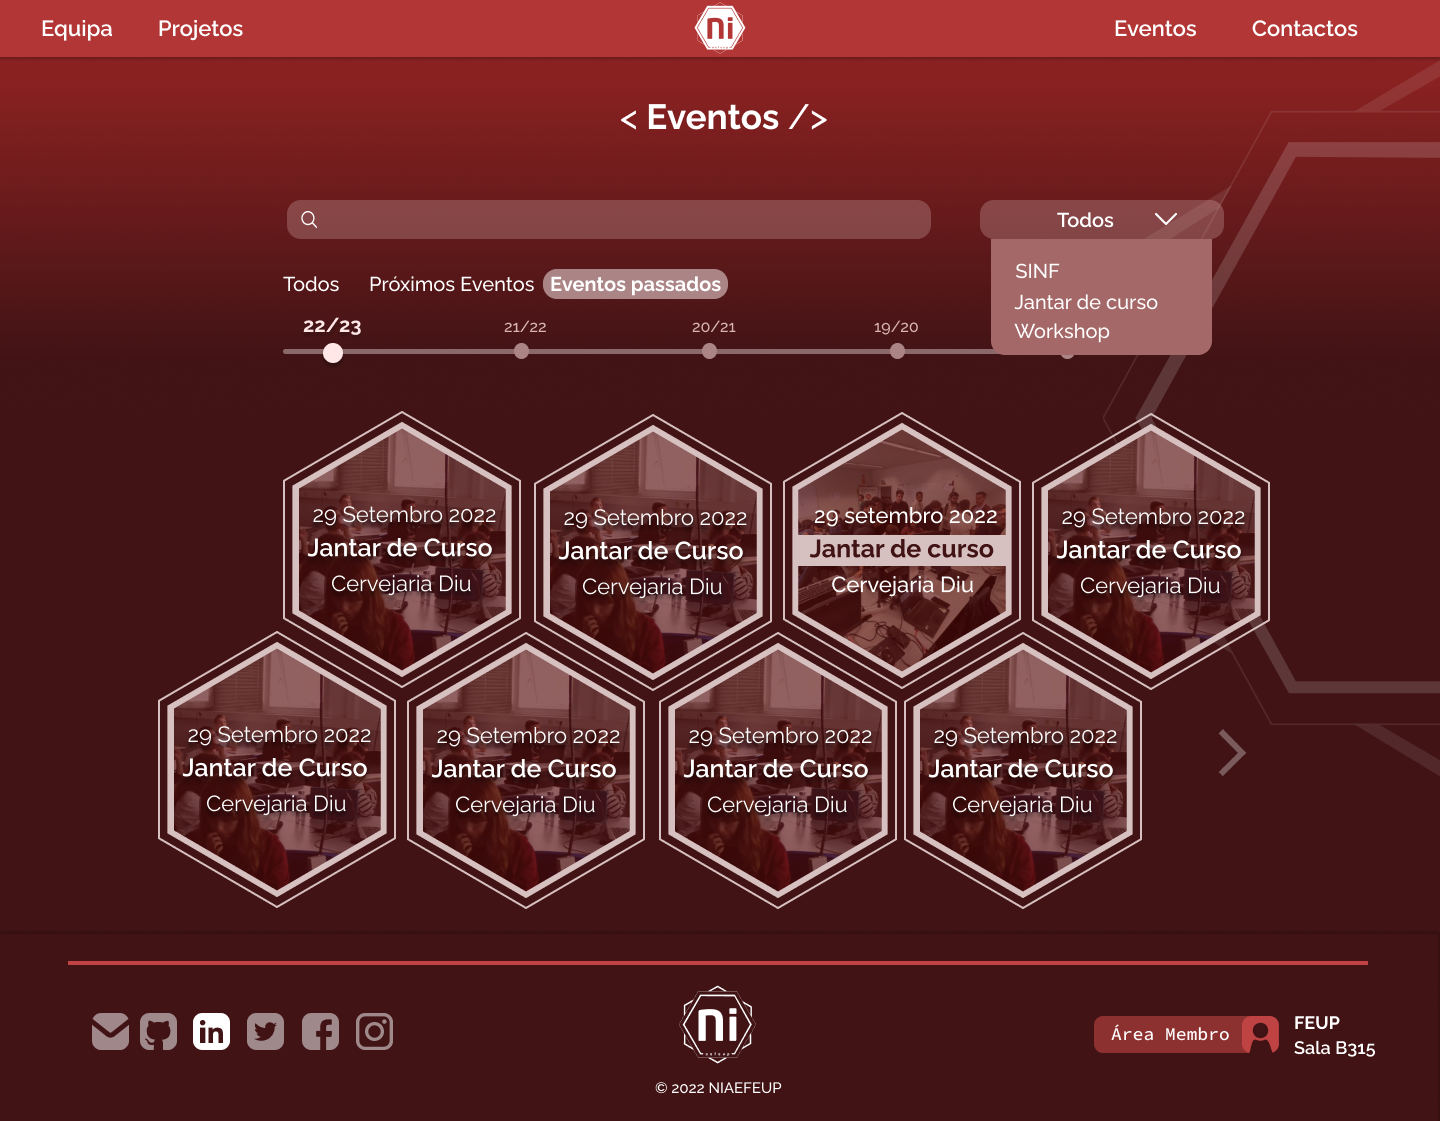 Equipa Projetos ni Eventos Contactos
< Eventos />
Todos
SINF
Jantar de curso
Workshop
Todos Próximos Eventos Eventos passados
22/23 21/22 20/21 19/20
29 Setembro 2022
Jantar de Curso
Cervejaria Diu
29 Setembro 2022
Jantar de Curso
Cervejaria Diu
29 setembro 2022
Jantar de curso
Cervejaria Diu
29 Setembro 2022
Jantar de Curso
Cervejaria Diu
29 Setembro 2022
Jantar de Curso
Cervejaria Diu
29 Setembro 2022
Jantar de Curso
Cervejaria Diu
29 Setembro 2022
Jantar de Curso
Cervejaria Diu
29 Setembro 2022
Jantar de Curso
Cervejaria Diu
in
ni
© 2022 NIAEFEUP
Área Membro
FEUP
Sala B315